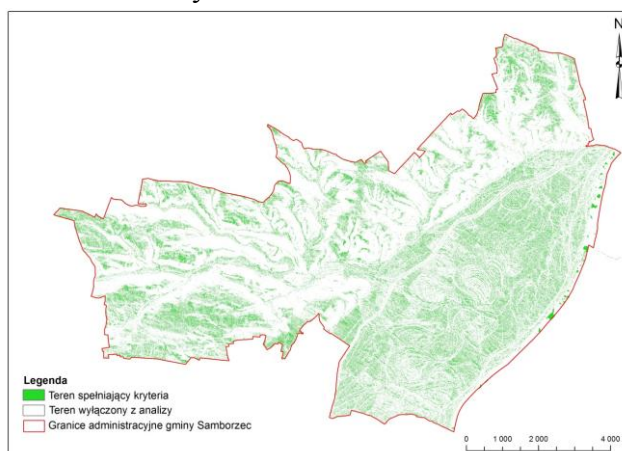 N
Legenda
Teren spełniający kryteria
Teren wyłączony z analizy
Granice administracyjne gminy Samborzec
0 1 000 2 000 4 000